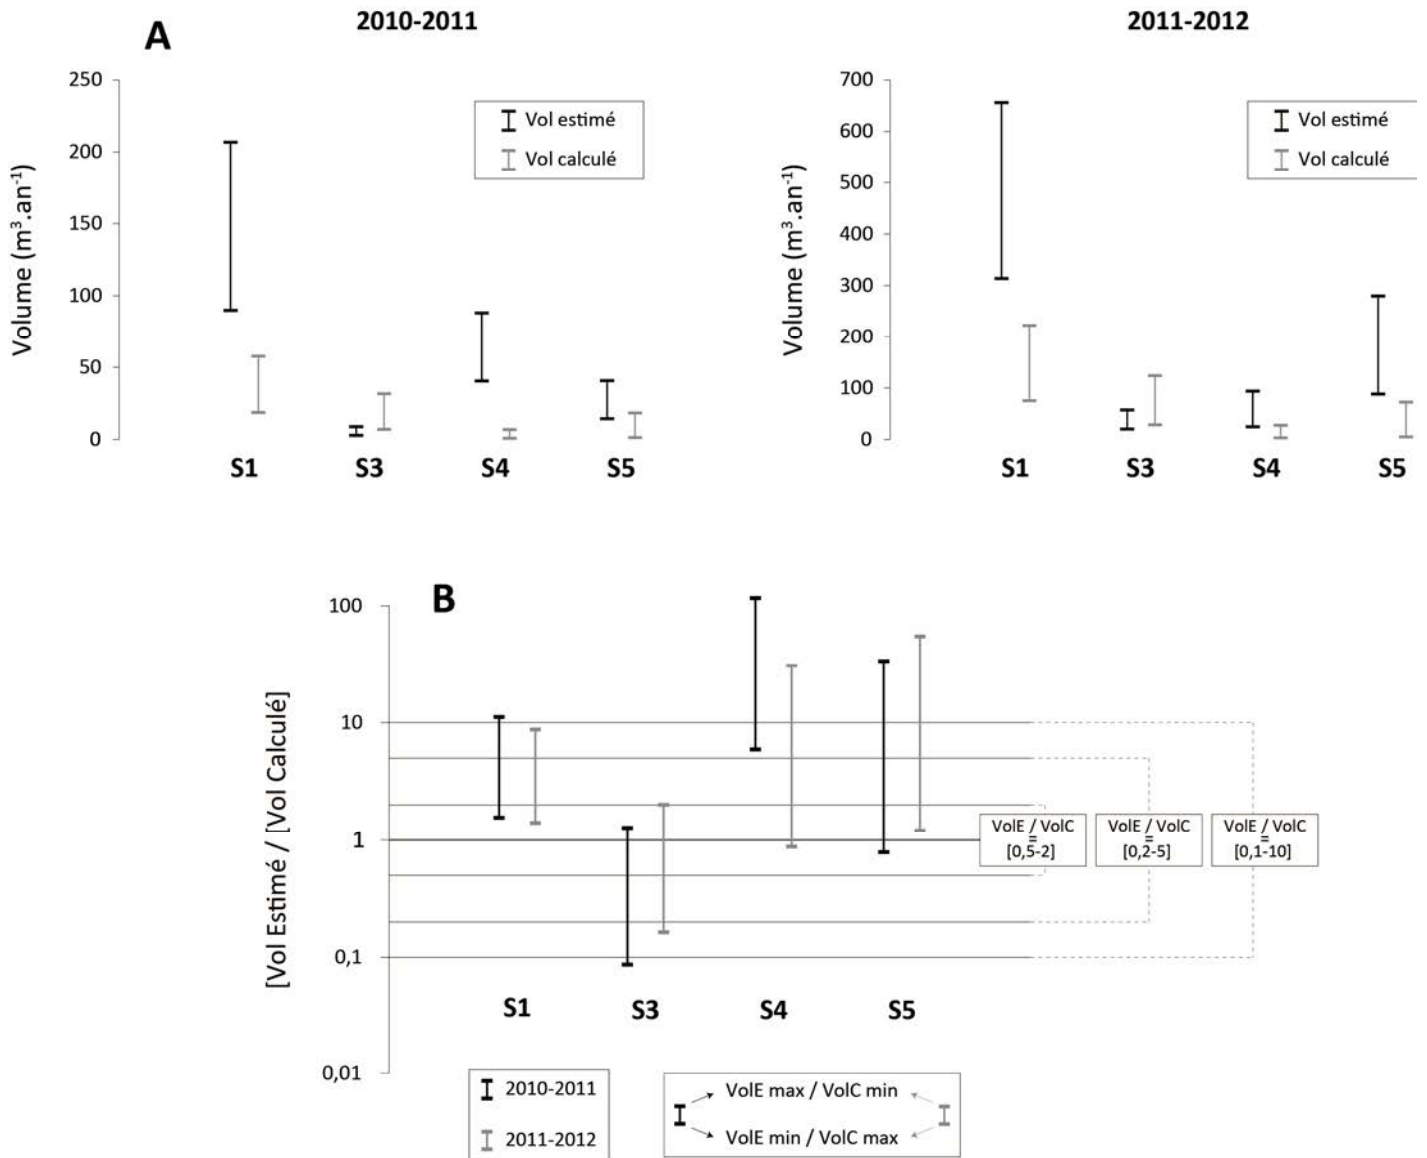 A
2010-2011
2011-2012
250
200
150
100
50
0
Volume (m³.an⁻¹)
Vol estimé
Vol calculé
S1
S3
S4
S5
700
600
500
400
300
200
100
0
Volume (m³.an⁻¹)
Vol estimé
Vol calculé
S1
S3
S4
S5
B
100
10
1
0,1
0,01
[Vol Estimé / [Vol Calculé]
VolE / VolC
=
[0,5-2]
VolE / VolC
=
[0,2-5]
VolE / VolC
=
[0,1-10]
S1
S3
S4
S5
2010-2011
2011-2012
VolE max / VolC min
VolE min / VolC max